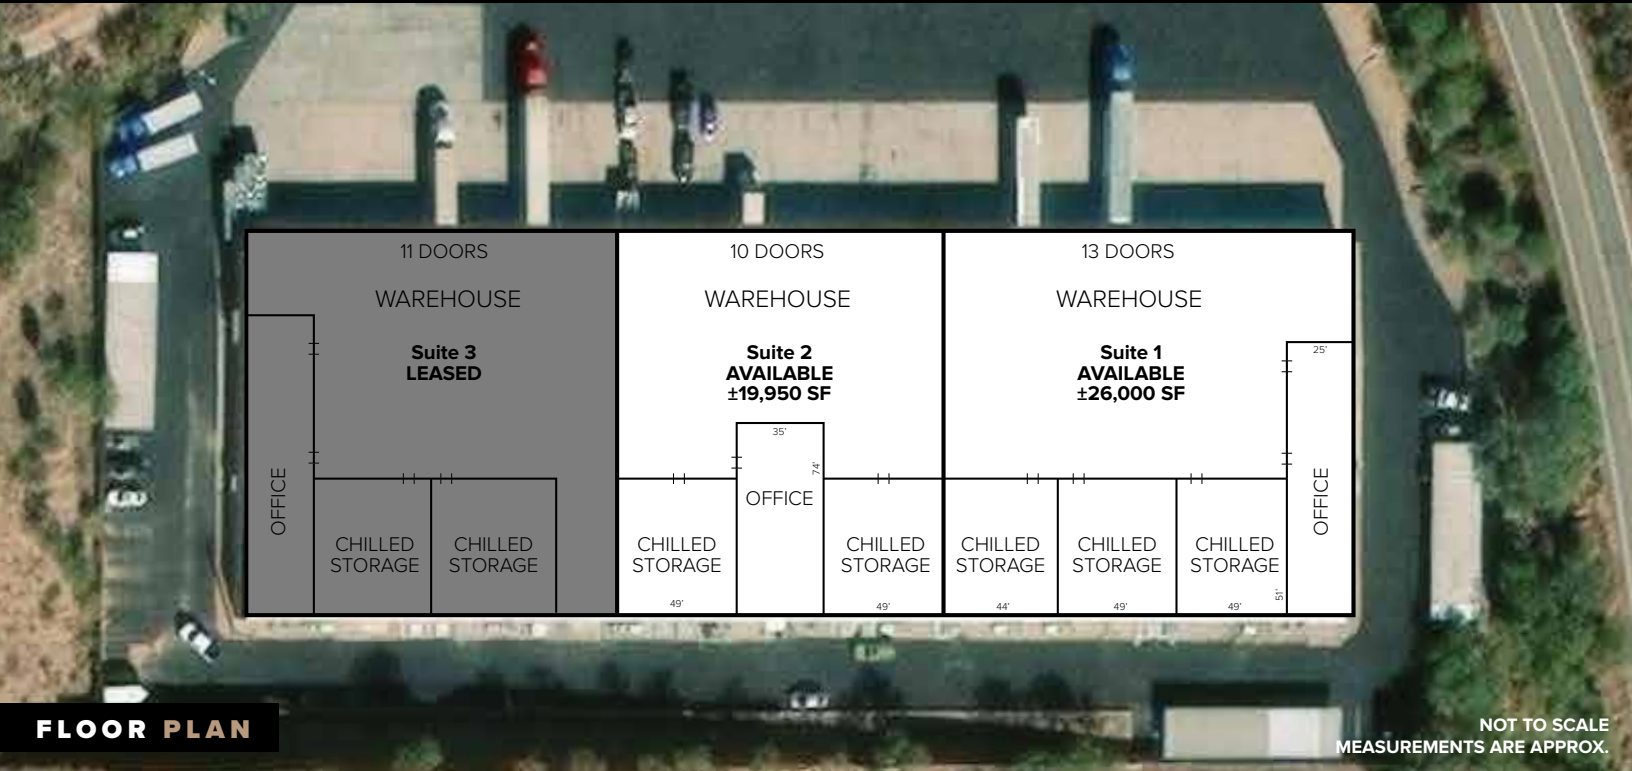 11 DOORS
WAREHOUSE
Suite 3
LEASED
OFFICE
CHILLED
STORAGE
CHILLED
STORAGE
10 DOORS
WAREHOUSE
Suite 2
AVAILABLE
±19,950 SF
35'
74'
OFFICE
CHILLED
STORAGE
49'
CHILLED
STORAGE
49'
13 DOORS
WAREHOUSE
Suite 1
AVAILABLE
±26,000 SF
25'
OFFICE
CHILLED
STORAGE
44'
CHILLED
STORAGE
49'
CHILLED
STORAGE
49'
51'
FLOOR PLAN
NOT TO SCALE
MEASUREMENTS ARE APPROX.